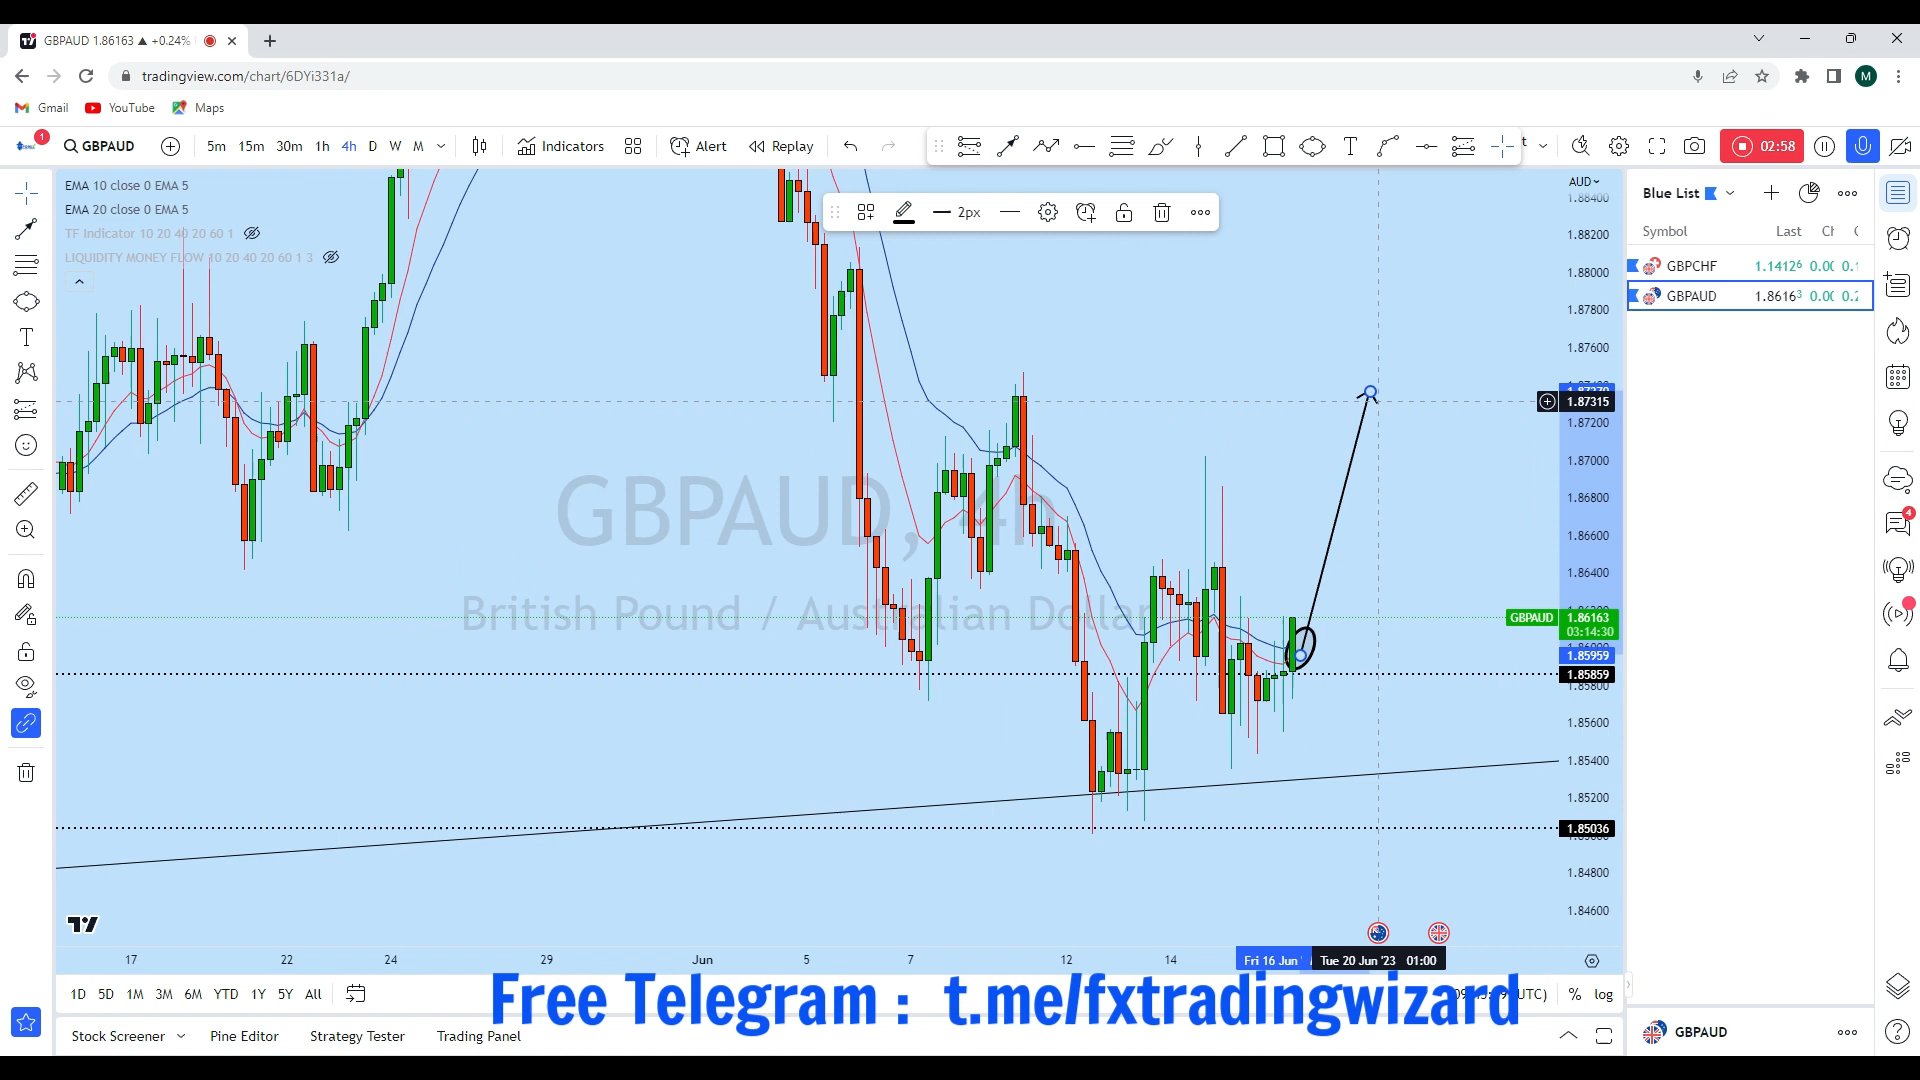 GBPAUD 1.86163 ▲ +0.24%
tradingview.com/chart/6DYi331a/
M
Gmail YouTube Maps
1
GBPAUD 5m 15m 30m 1h 4h D W M Indicators Alert Replay 02:58
EMA 10 close 0 EMA 5
EMA 20 close 0 EMA 5
TF Indicator 10 20 40 20 60 1
LIQUIDITY MONEY FLOW 10 20 40 20 60 1 3
2px
AUD
1.88400
1.88200
1.88000
1.87800
1.87600
1.87315
1.87200
1.87000
1.86800
1.86600
1.86400
GBPAUD 1.86163
03:14:30
1.85959
1.85859
1.85800
1.85600
1.85400
1.85200
1.85036
1.84800
1.84600
GBPAUD, 4h
British Pound / Australian Dollar
Blue List
Symbol Last
GBPCHF 1.14126
GBPAUD 1.86163
4
17 22 24 29 Jun 5 7 12 14 Fri 16 Jun Tue 20 Jun '23 01:00
1D 5D 1M 3M 6M YTD 1Y 5Y All UTC) % log
Free Telegram : t.me/fxtradingwizard
Stock Screener Pine Editor Strategy Tester Trading Panel
GBPAUD